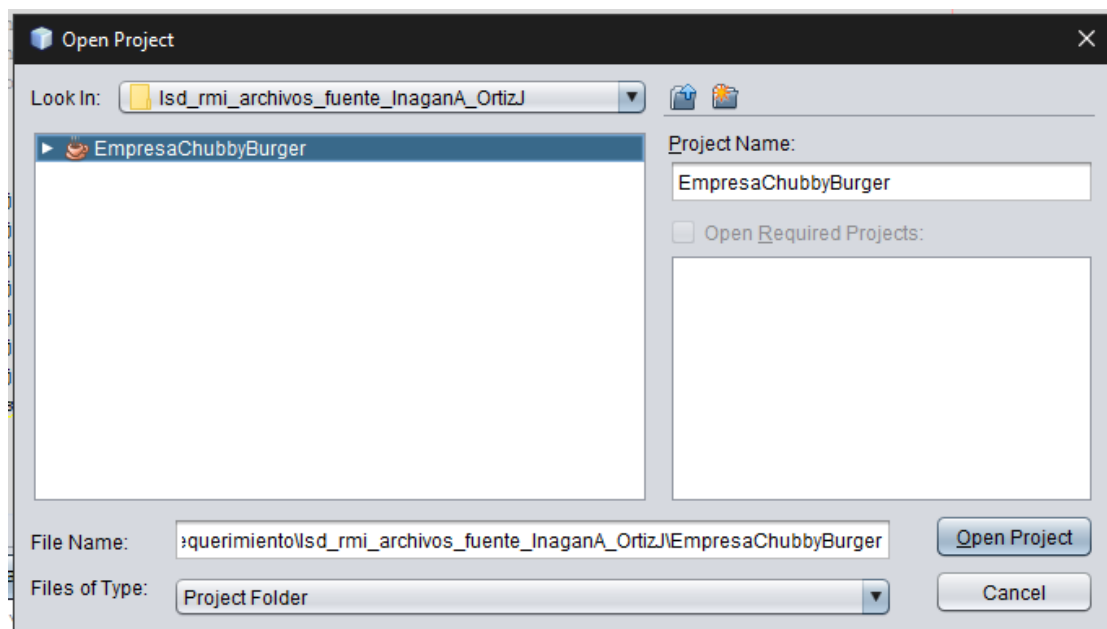 Open Project
Look In:
lsd_rmi_archivos_fuente_InaganA_OrtizJ
EmpresaChubbyBurger
Project Name:
EmpresaChubbyBurger
Open Required Projects:
File Name:
equerimiento\lsd_rmi_archivos_fuente_InaganA_OrtizJ\EmpresaChubbyBurger
Open Project
Files of Type:
Project Folder
Cancel